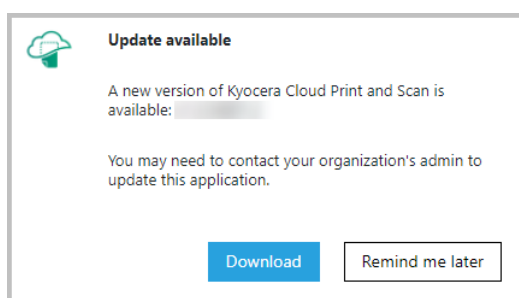 Update available
A new version of Kyocera Cloud Print and Scan is
available:
You may need to contact your organization's admin to
update this application.
Download
Remind me later